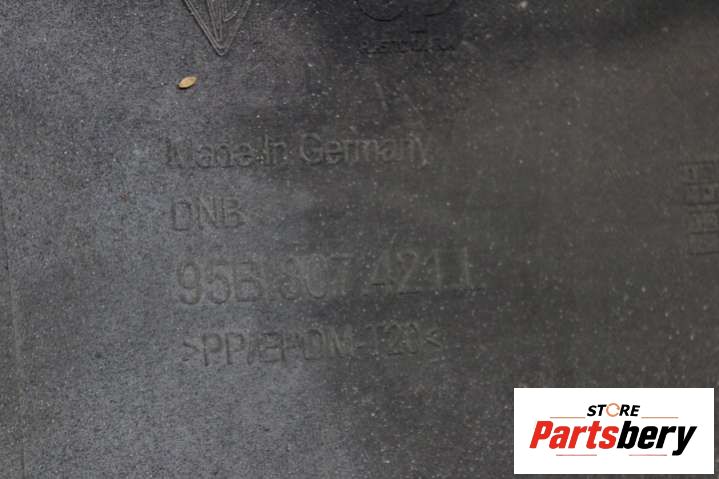 Made In Germany
DNB
95B.807.421.L
>PP/EPDM-T20<
STORE
Partsbery